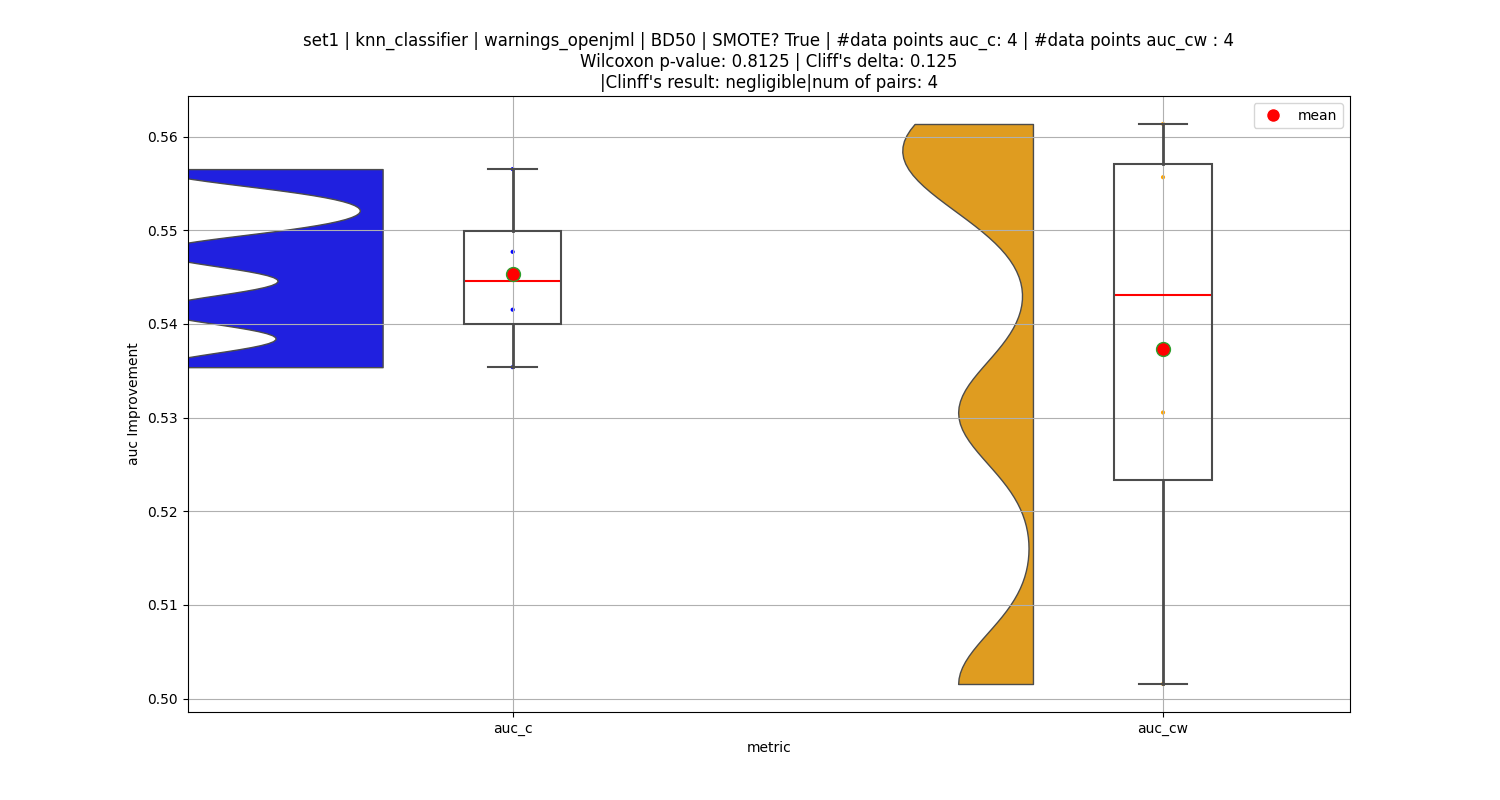 set1 | knn_classifier | warnings_openjml | BD50 | SMOTE? True | #data points auc_c: 4 | #data points auc_cw : 4
Wilcoxon p-value: 0.8125 | Cliff's delta: 0.125
|Clinff's result: negligible|num of pairs: 4
mean
0.56
0.55
0.54
0.53
0.52
0.51
0.50
auc Improvement
auc_c
auc_cw
metric